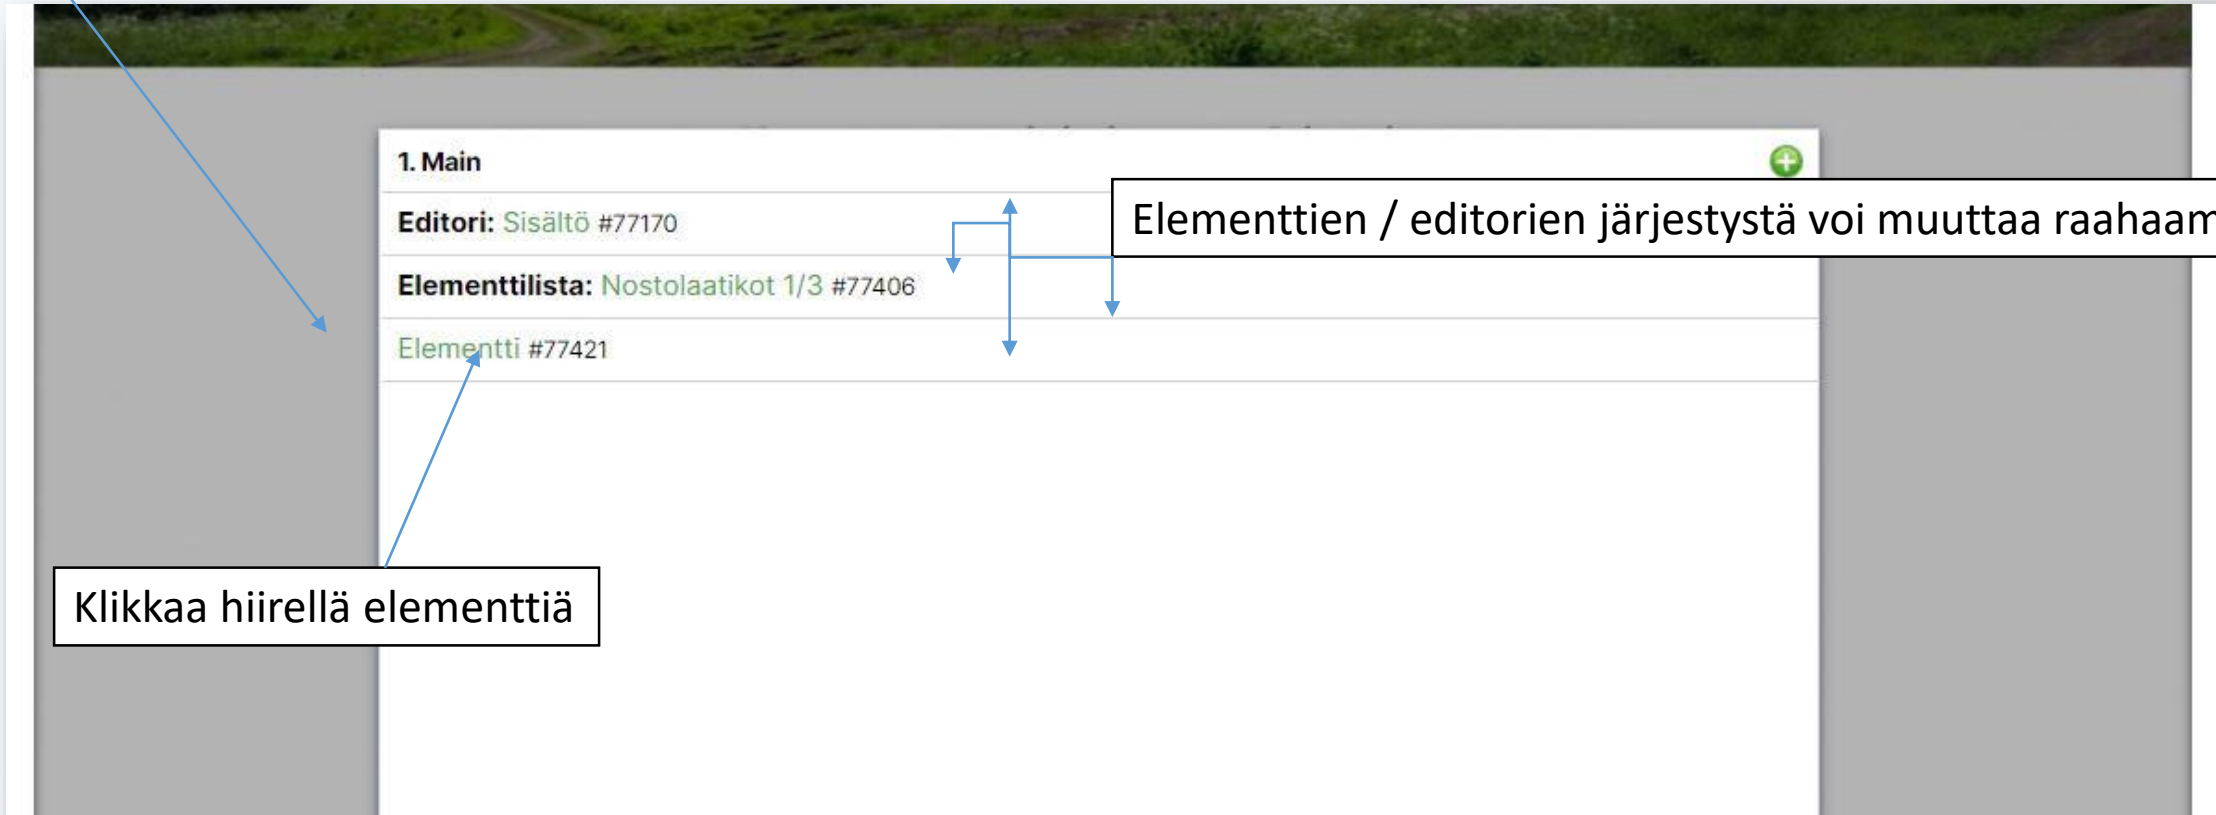 1. Main
Editori: Sisältö #77170
Elementtien / editorien järjestystä voi muuttaa
Elementtilista: Nostolaatikot 1/3 #77406
Elementti #77421
Klikkaa hiirellä elementtiä